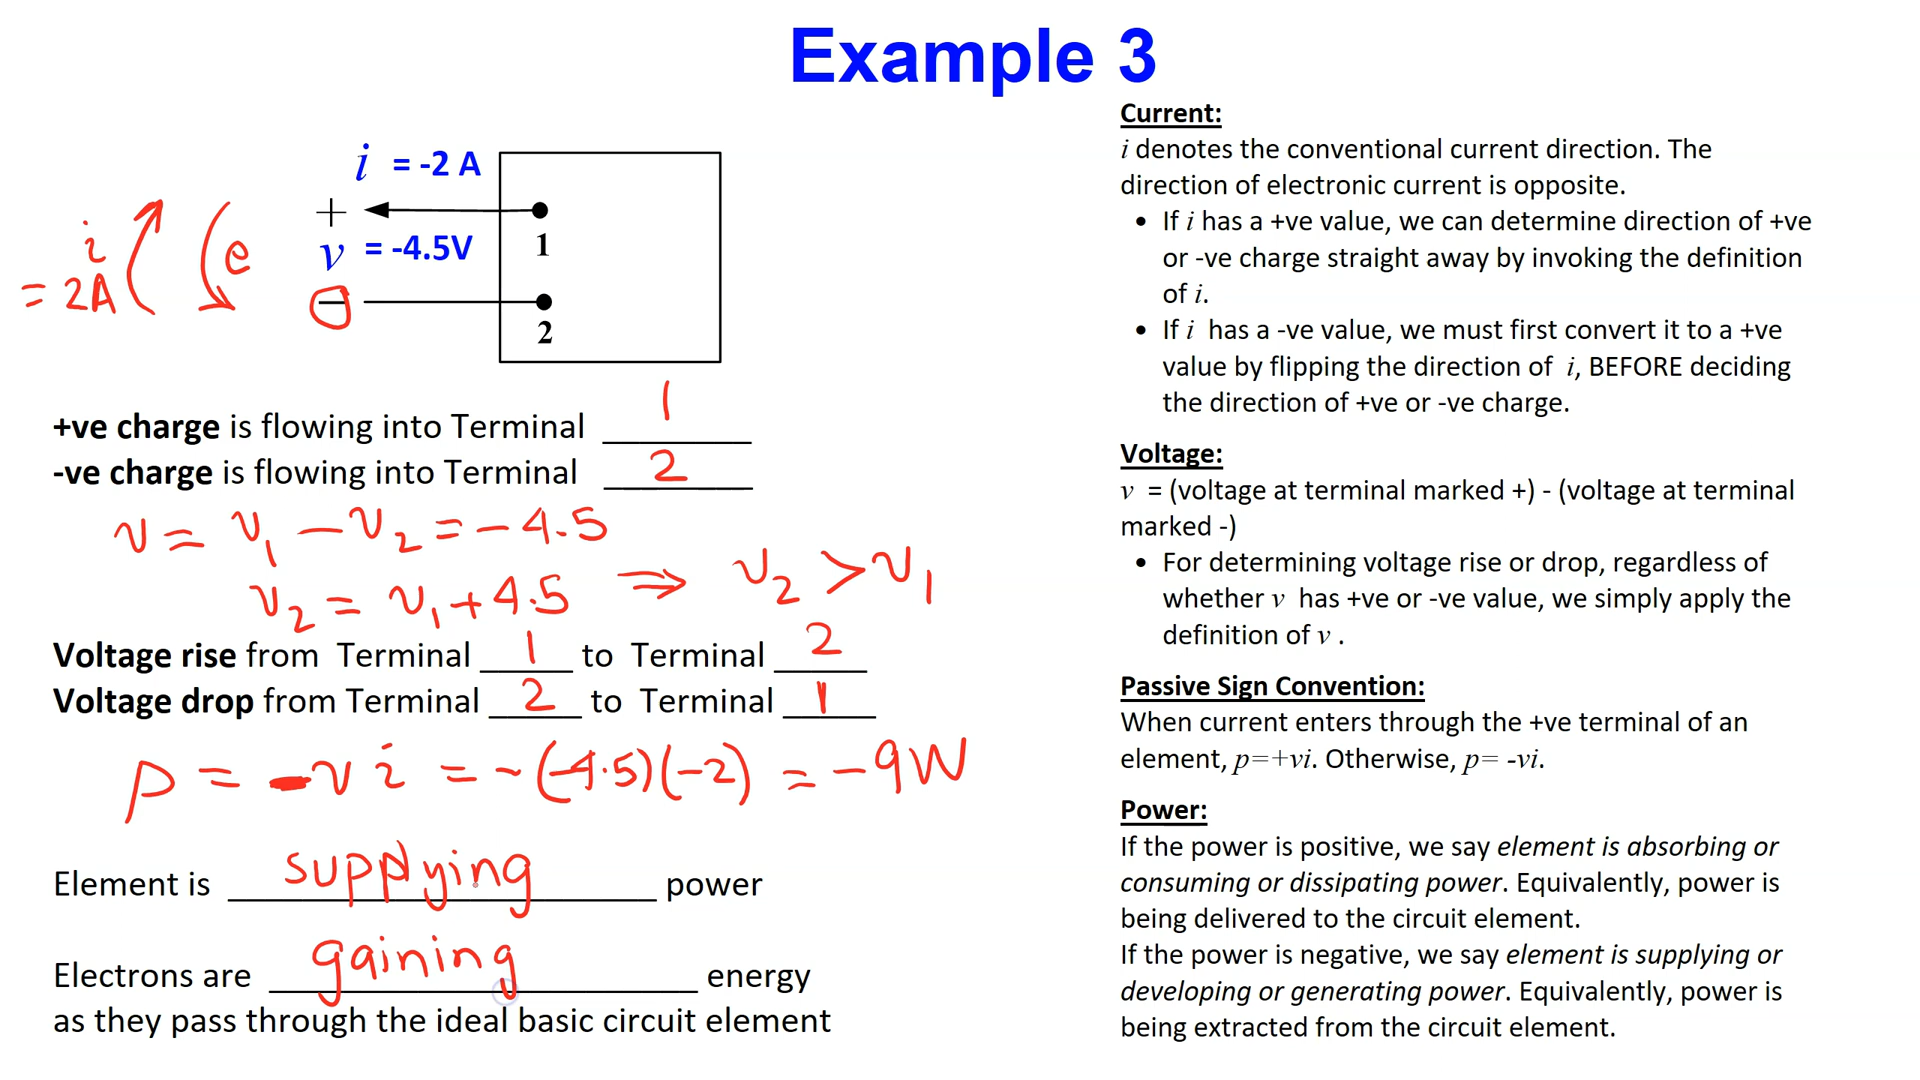 Example 3
i = -2 A
+
v = -4.5V
−
1
2
i
= 2A
e
+ve charge is flowing into Terminal 1
-ve charge is flowing into Terminal 2
v = v1 − v2 = −4.5
v2 = v1 + 4.5 ⇒ v2 > v1
Voltage rise from Terminal 1 to Terminal 2
Voltage drop from Terminal 2 to Terminal 1
p = -vi = -(-4.5)(-2) = -9W
Element is supplying power
Electrons are gaining energy
as they pass through the ideal basic circuit element
Current:
i denotes the conventional current direction. The
direction of electronic current is opposite.
• If i has a +ve value, we can determine direction of +ve
or -ve charge straight away by invoking the definition
of i.
• If i has a -ve value, we must first convert it to a +ve
value by flipping the direction of i, BEFORE deciding
the direction of +ve or -ve charge.
Voltage:
v = (voltage at terminal marked +) - (voltage at terminal
marked -)
• For determining voltage rise or drop, regardless of
whether v has +ve or -ve value, we simply apply the
definition of v .
Passive Sign Convention:
When current enters through the +ve terminal of an
element, p=+vi. Otherwise, p= -vi.
Power:
If the power is positive, we say element is absorbing or
consuming or dissipating power. Equivalently, power is
being delivered to the circuit element.
If the power is negative, we say element is supplying or
developing or generating power. Equivalently, power is
being extracted from the circuit element.